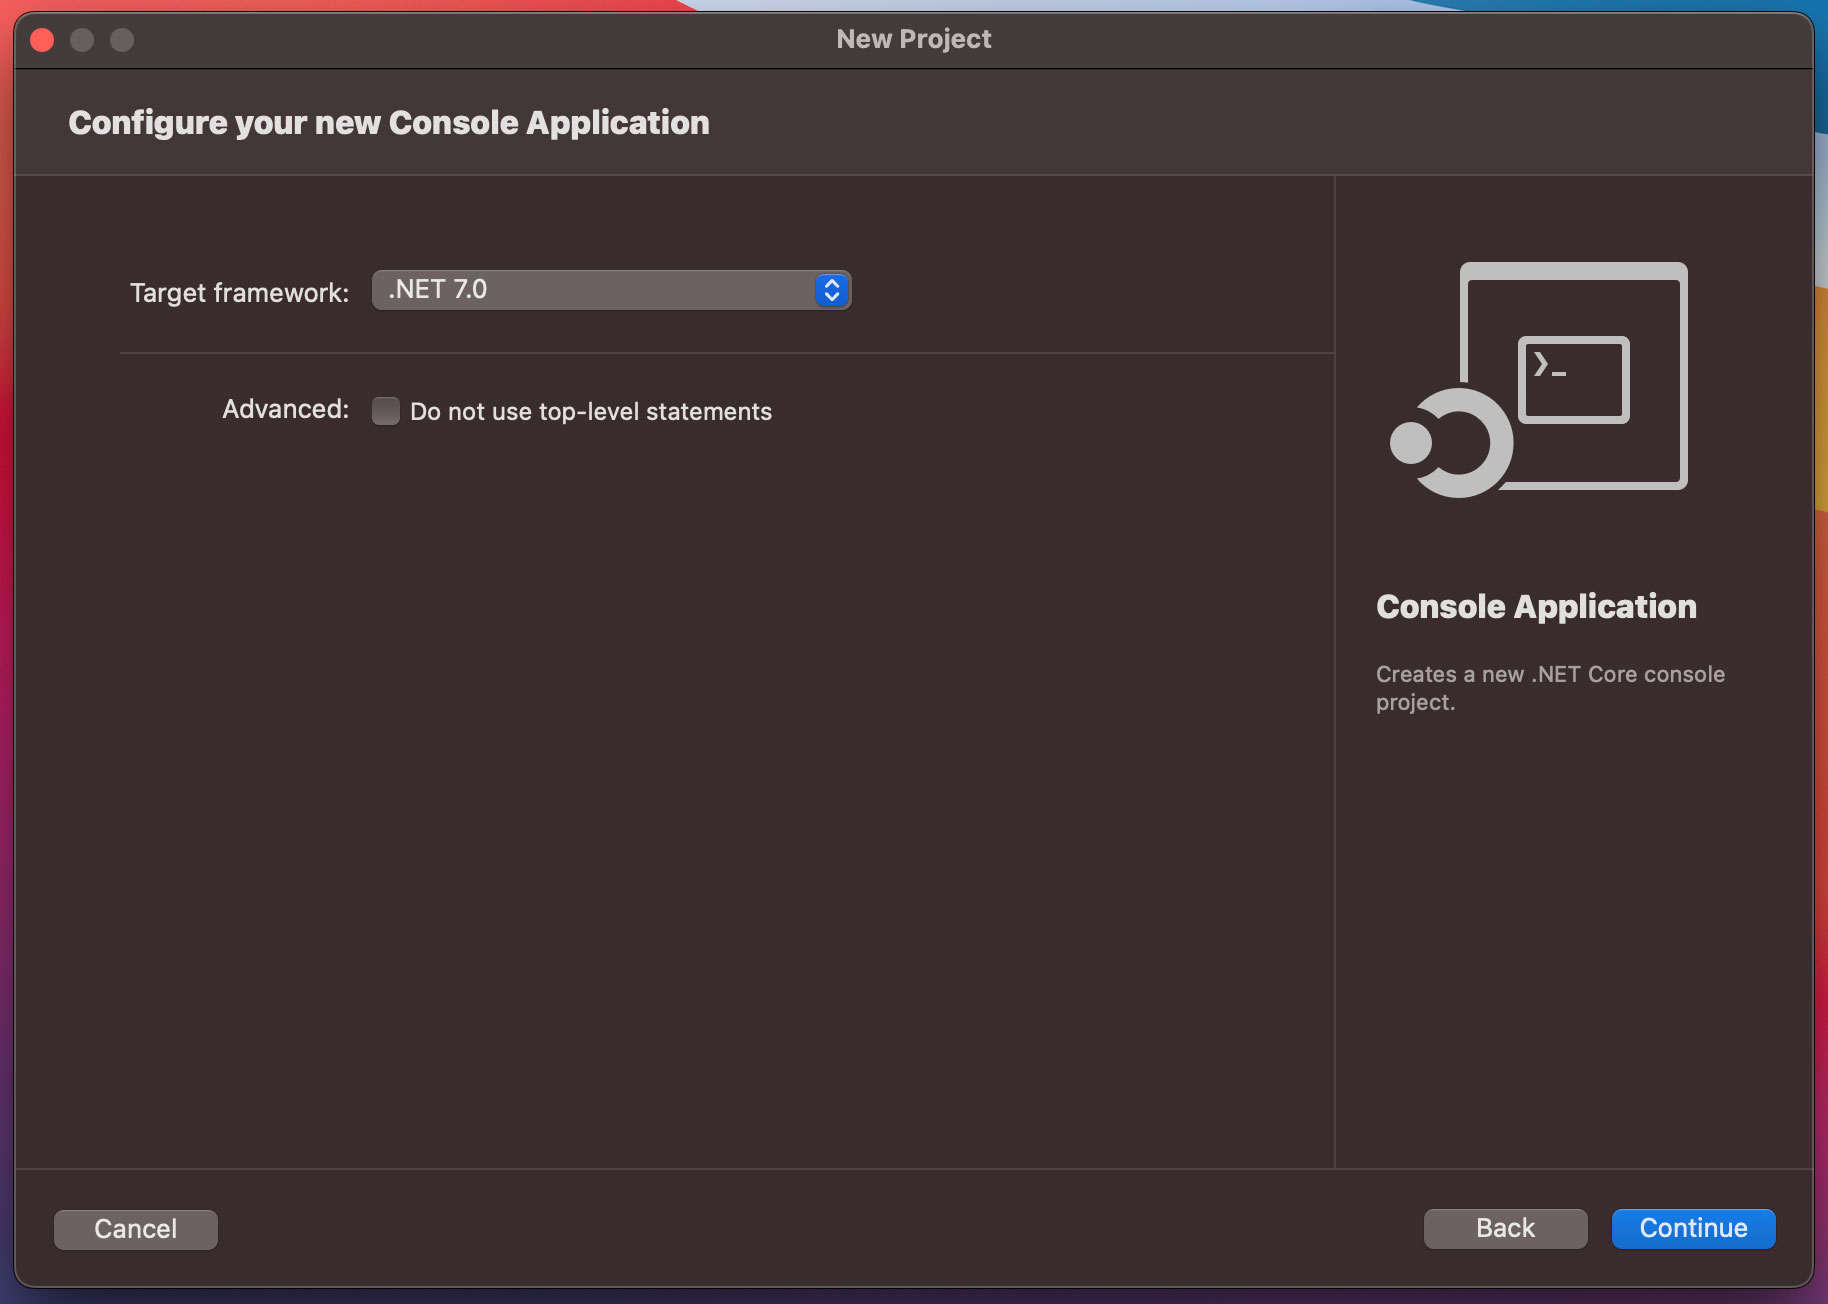 New Project
Configure your new Console Application
Target framework: .NET 7.0
Advanced: Do not use top-level statements
Console Application
Creates a new .NET Core console
project.
Cancel
Back
Continue